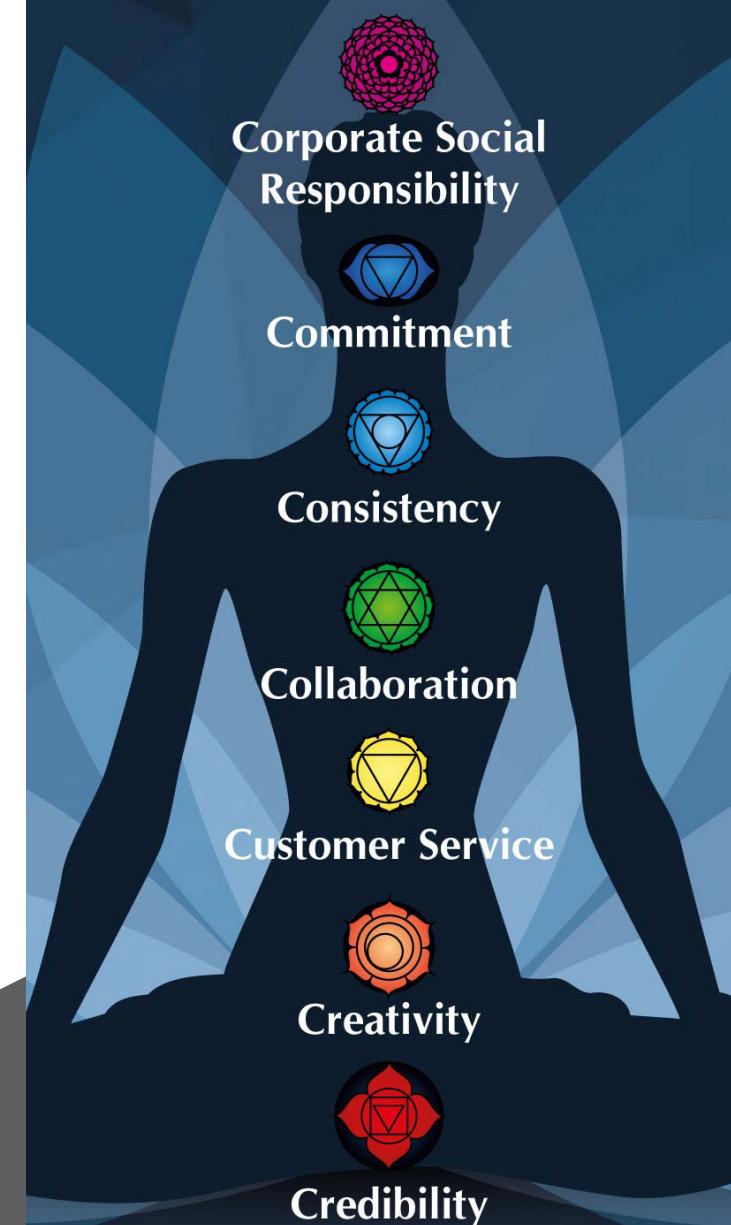 Corporate Social
Responsibility
Commitment
Consistency
Collaboration
Customer Service
Creativity
Credibility